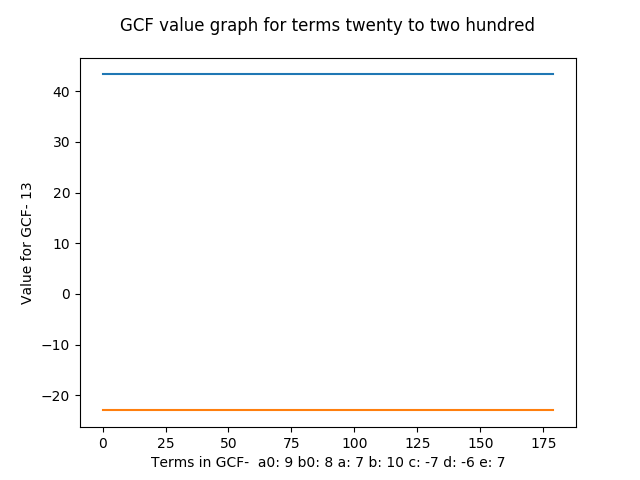 GCF value graph for terms twenty to two hundred
Value for GCF- 13
40
30
20
10
0
−10
−20
0 25 50 75 100 125 150 175
Terms in GCF-  a0: 9 b0: 8 a: 7 b: 10 c: -7 d: -6 e: 7